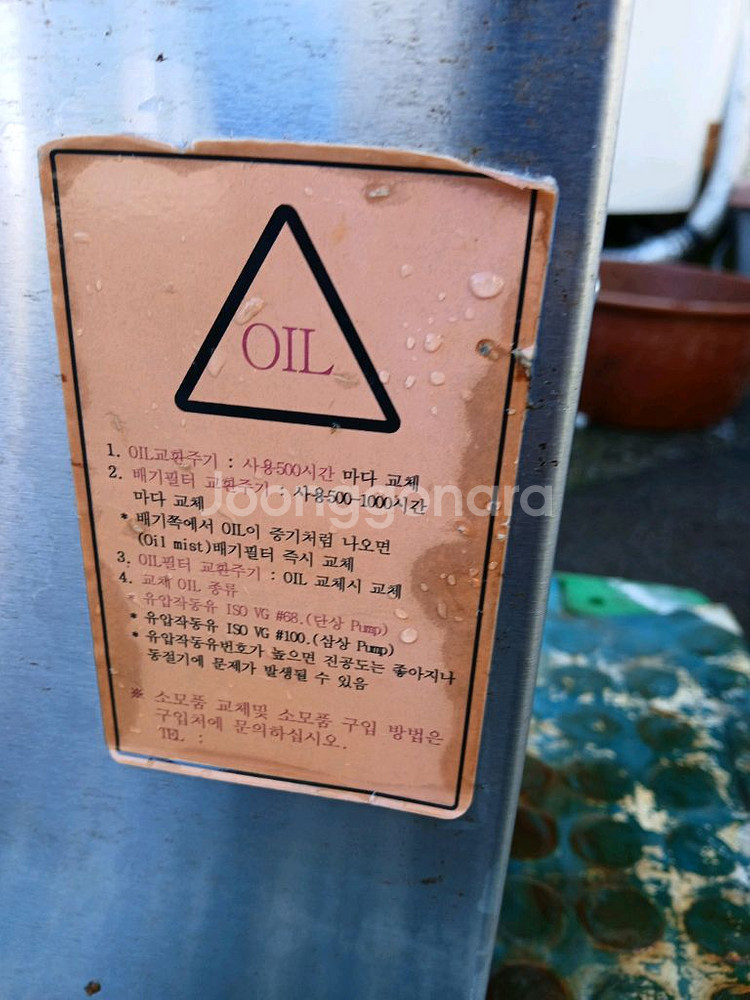 OIL
1. OIL교환주기 : 사용500시간 마다 교체
2. 배기필터 교환주기 : 사용500-1000시간
마다 교체
* 배기쪽에서 OIL이 중기처럼 나오면
(Oil mist)배기필터 즉시 교체
3. OIL필터 교환주기 : OIL 교체시 교체
4. 교체 OIL 종류
* 유압작동유 ISO VG #68.(단상 Pump)
* 유압작동유 ISO VG #100.(삼상 Pump)
* 유압작동유번호가 높으면 진공도는 좋아지나
동절기에 문제가 발생될 수 있음
※ 소모품 교체및 소모품 구입 방법은
구입처에 문의하십시오.
TEL :
Joonggonara